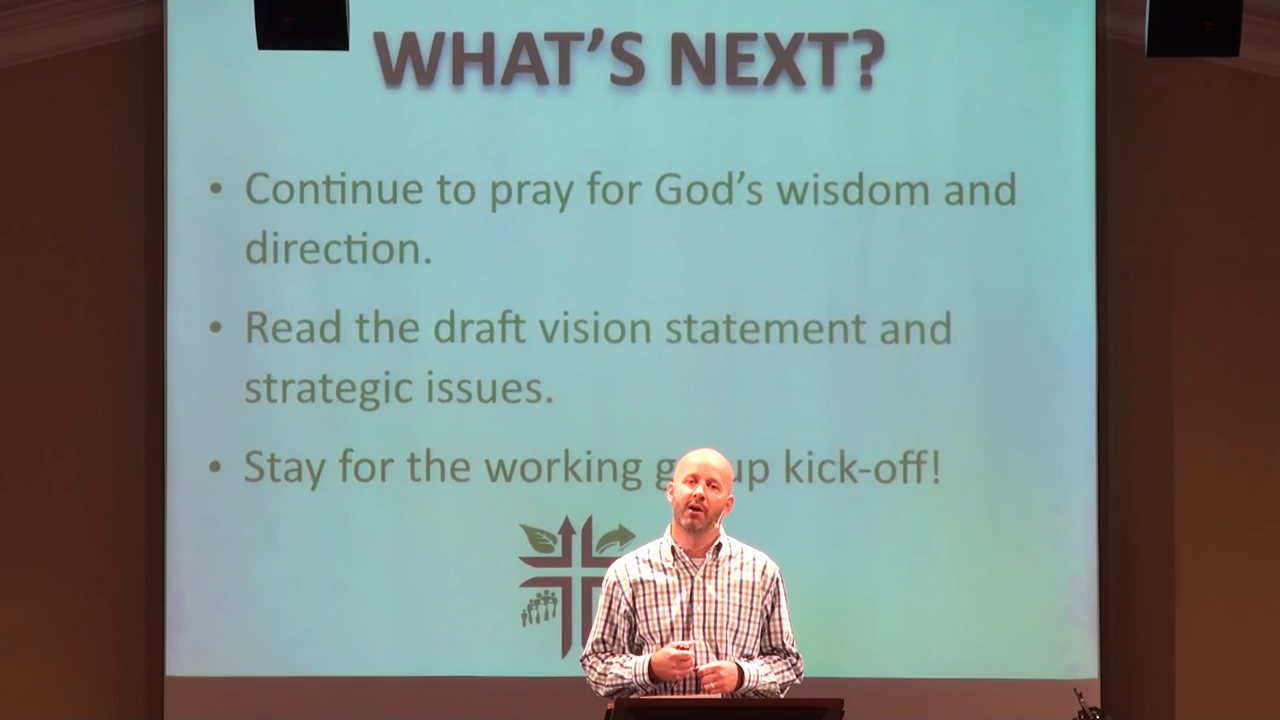 WHAT'S NEXT?
• Continue to pray for God's wisdom and
direction.
• Read the draft vision statement and
strategic issues.
• Stay for the working kick-off!